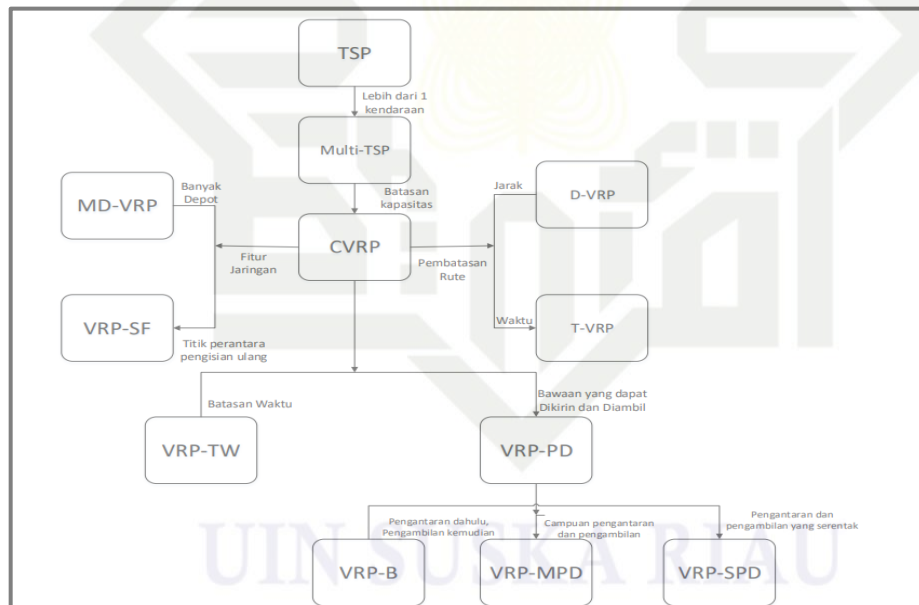 TSP
Lebih dari 1
kendaraan
Multi-TSP
Batasan
kapasitas
MD-VRP
Banyak
Depot
Jarak
D-VRP
CVRP
Fitur
Jaringan
Pembatasan
Rute
VRP-SF
Titik perantara
pengisian ulang
Waktu
T-VRP
Batasan Waktu
Bawaan yang dapat
Dikirin dan Diambil
VRP-TW
VRP-PD
Pengantaran dahulu,
Pengambilan kemudian
Campuan pengantaran
dan pengambilan
Pengantaran dan
pengambilan yang serentak
VRP-B
VRP-MPD
VRP-SPD
UIN SUSKA RIAU